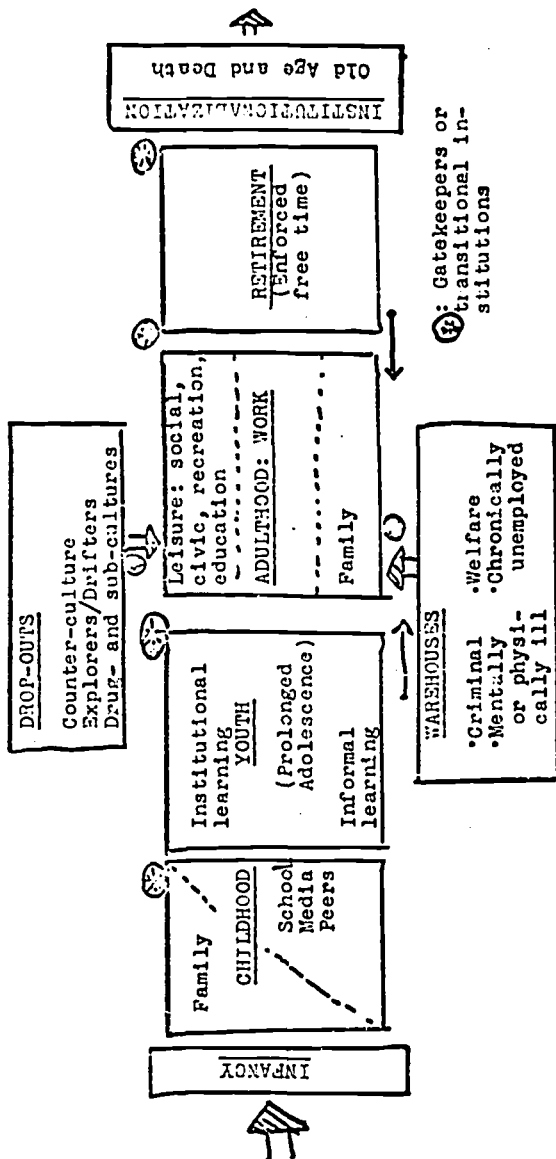 INFANCY
Family
CHILDHOOD
School
Media
Peers
Institutional
learning
YOUTH
(Prolonged
Adolescence)
Informal
learning
DROP-OUTS
Counter-culture
Explorers/Drifters
Drug- and sub-cultures
Leisure: social,
civic, recreation,
education
ADULTHOOD: WORK
Family
WAREHOUSES
•Criminal •Welfare
•Mentally •Chronically
or physi- unemployed
cally ill
RETIREMENT
(Enforced
free time)
INSTITUTIONALIZATION
Old Age and Death
: Gatekeepers or
transitional in-
stitutions